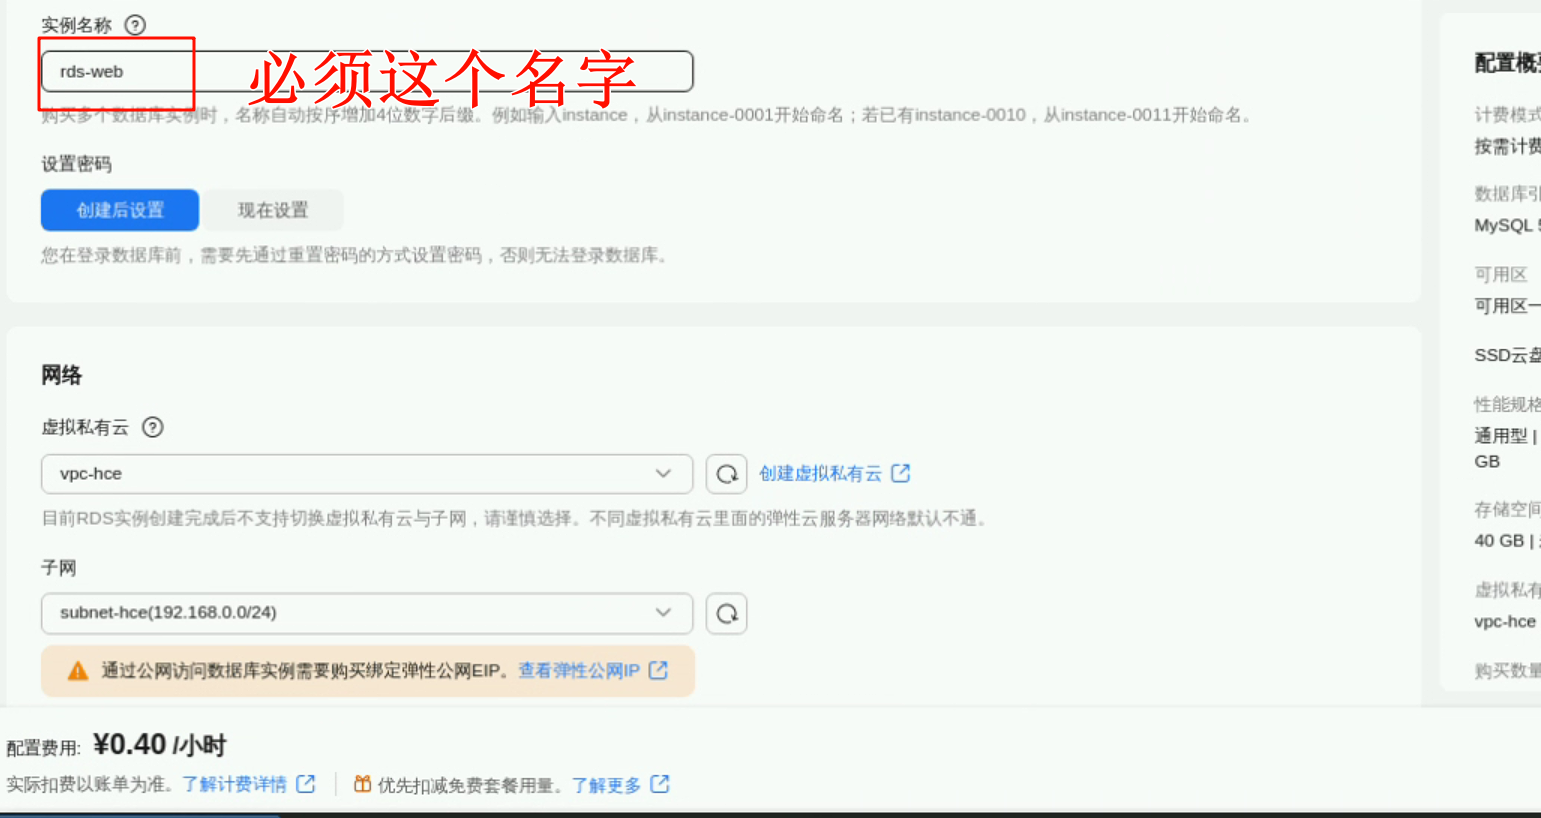 实例名称
rds-web
必须这个名字
购买多个数据库实例时，名称自动按序增加4位数字后缀。例如输入instance，从instance-0001开始命名；若已有instance-0010，从instance-0011开始命名。
设置密码
创建后设置
现在设置
您在登录数据库前，需要先通过重置密码的方式设置密码，否则无法登录数据库。
网络
虚拟私有云
vpc-hce
创建虚拟私有云
目前RDS实例创建完成后不支持切换虚拟私有云与子网，请谨慎选择。不同虚拟私有云里面的弹性云服务器网络默认不通。
子网
subnet-hce(192.168.0.0/24)
通过公网访问数据库实例需要购买绑定弹性公网EIP。查看弹性公网IP
配置费用: ¥0.40 /小时
实际扣费以账单为准。了解计费详情
优先扣减免费套餐用量。了解更多
配置概要
计费模式
按需计费
数据库引
MySQL 5
可用区
可用区一
SSD云盘
性能规格
通用型 |
GB
存储空间
40 GB |
虚拟私有
vpc-hce
购买数量